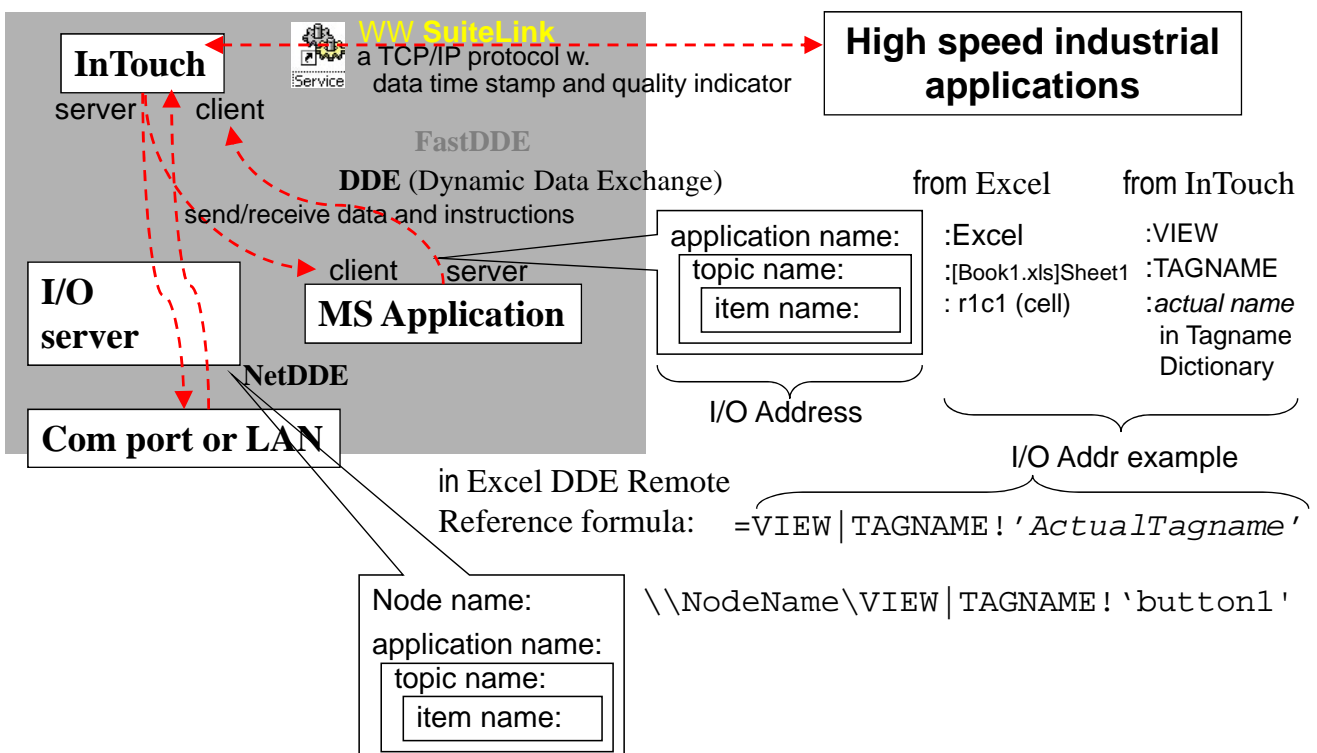 WW SuiteLink
a TCP/IP protocol w.
data time stamp and quality indicator
Service
InTouch
server
client
High speed industrial
applications
FastDDE
DDE (Dynamic Data Exchange)
send/receive data and instructions
client
server
MS Application
I/O
server
NetDDE
Com port or LAN
from Excel
from InTouch
application name:
:Excel
:VIEW
topic name:
:[Book1.xls]Sheet1
:TAGNAME
item name:
: r1c1 (cell)
:actual name
in Tagname
Dictionary
I/O Address
I/O Addr example
in Excel DDE Remote
Reference formula:
=VIEW|TAGNAME!’ActualTagname’
\\NodeName\VIEW|TAGNAME!‘button1'
Node name:
application name:
topic name:
item name: